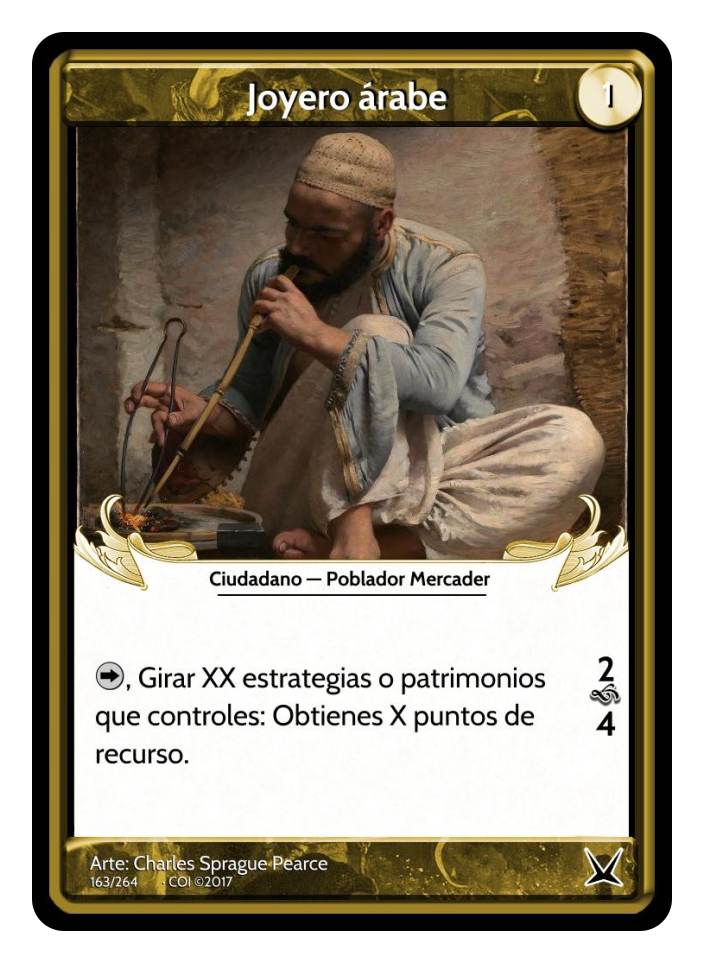 Joyero árabe
1
Ciudadano — Poblador Mercader
, Girar XX estrategias o patrimonios
que controles: Obtienes X puntos de
recurso.
2
4
Arte: Charles Sprague Pearce
163/264 · COI ©2017